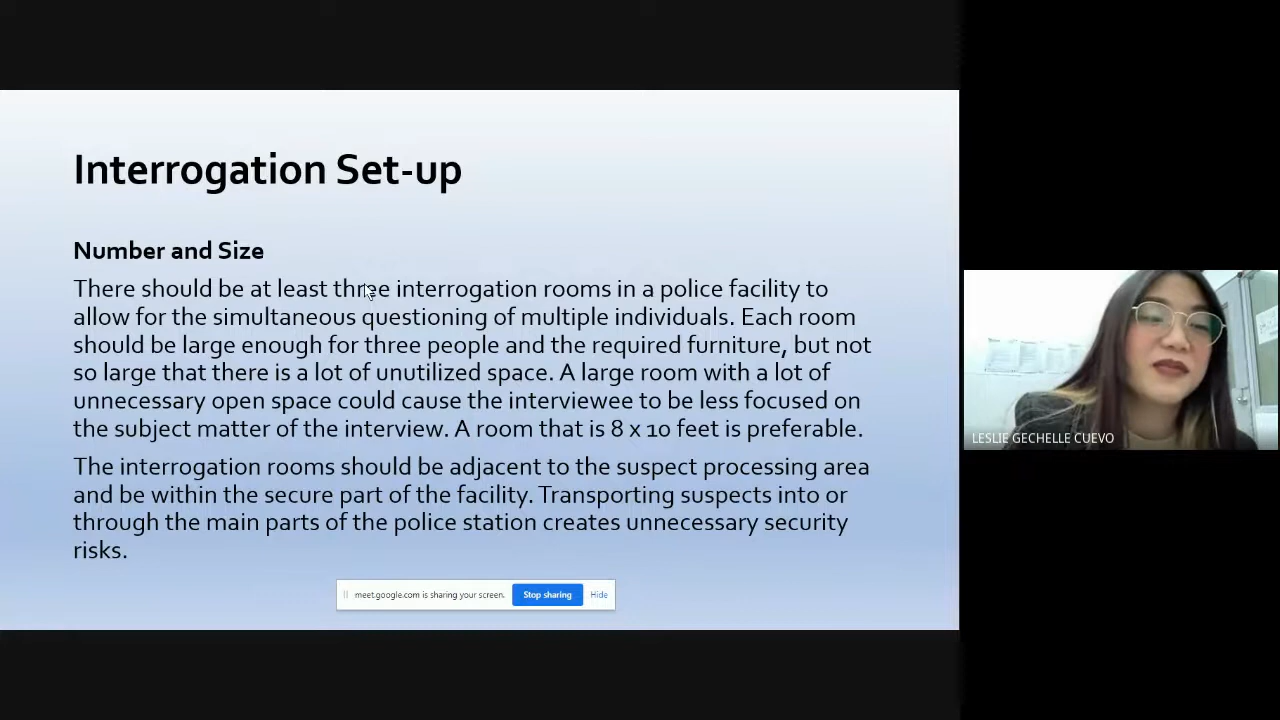 Interrogation Set-up
Number and Size
There should be at least three interrogation rooms in a police facility to
allow for the simultaneous questioning of multiple individuals. Each room
should be large enough for three people and the required furniture, but not
so large that there is a lot of unutilized space. A large room with a lot of
unnecessary open space could cause the interviewee to be less focused on
the subject matter of the interview. A room that is 8 x 10 feet is preferable.
The interrogation rooms should be adjacent to the suspect processing area
and be within the secure part of the facility. Transporting suspects into or
through the main parts of the police station creates unnecessary security
risks.
meet.google.com is sharing your screen. Stop sharing Hide
LESLIE GECHELLE CUEVO